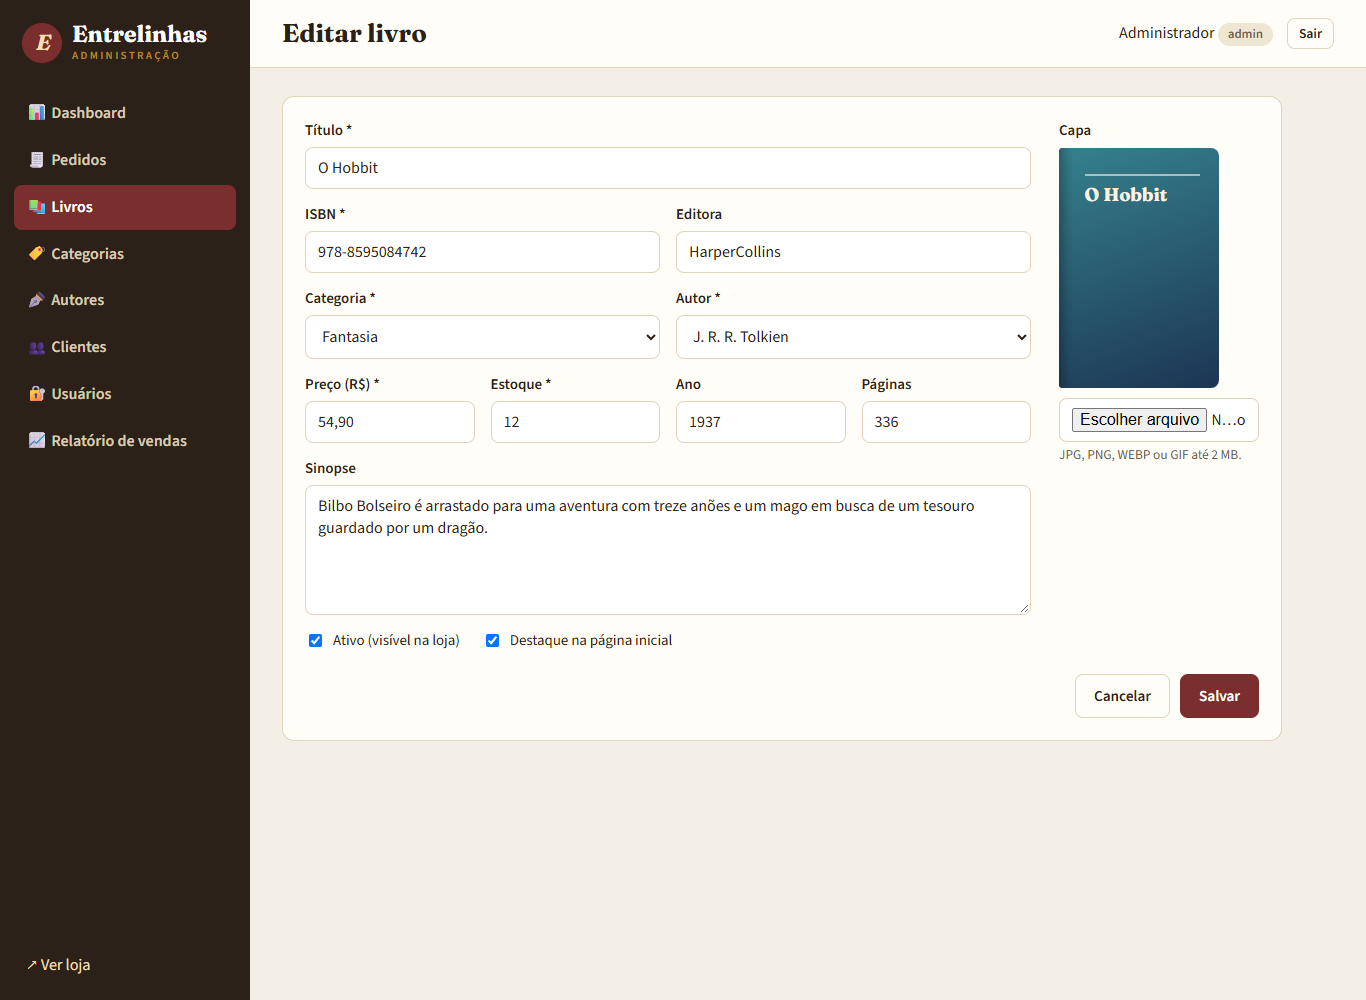 E
Entrelinhas
ADMINISTRAÇÃO
Dashboard
Pedidos
Livros
Categorias
Autores
Clientes
Usuários
Relatório de vendas
↗ Ver loja
Editar livro
Administrador admin
Sair
Título *
O Hobbit
ISBN *
Editora
978-8595084742
HarperCollins
Categoria *
Autor *
Fantasia
J. R. R. Tolkien
Preço (R$) *
Estoque *
Ano
Páginas
54,90
12
1937
336
Sinopse
Bilbo Bolseiro é arrastado para uma aventura com treze anões e um mago em busca de um tesouro
guardado por um dragão.
Ativo (visível na loja)
Destaque na página inicial
Capa
O Hobbit
Escolher arquivo N...o
JPG, PNG, WEBP ou GIF até 2 MB.
Cancelar
Salvar